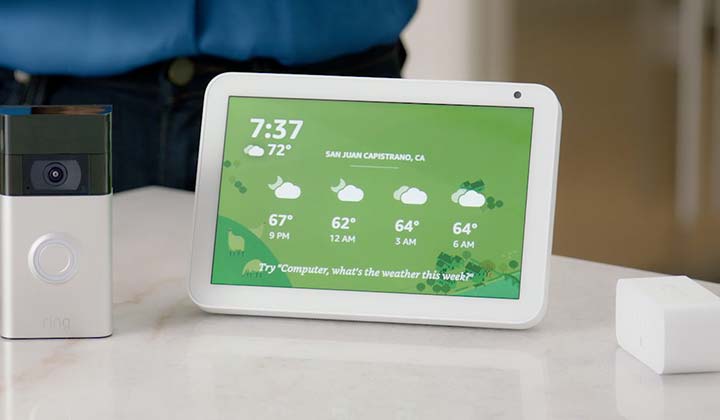 7:37
72°
SAN JUAN CAPISTRANO, CA
67° 62° 64° 64°
9 PM 12 AM 3 AM 6 AM
Try "Computer, what's the weather this week?"
ring